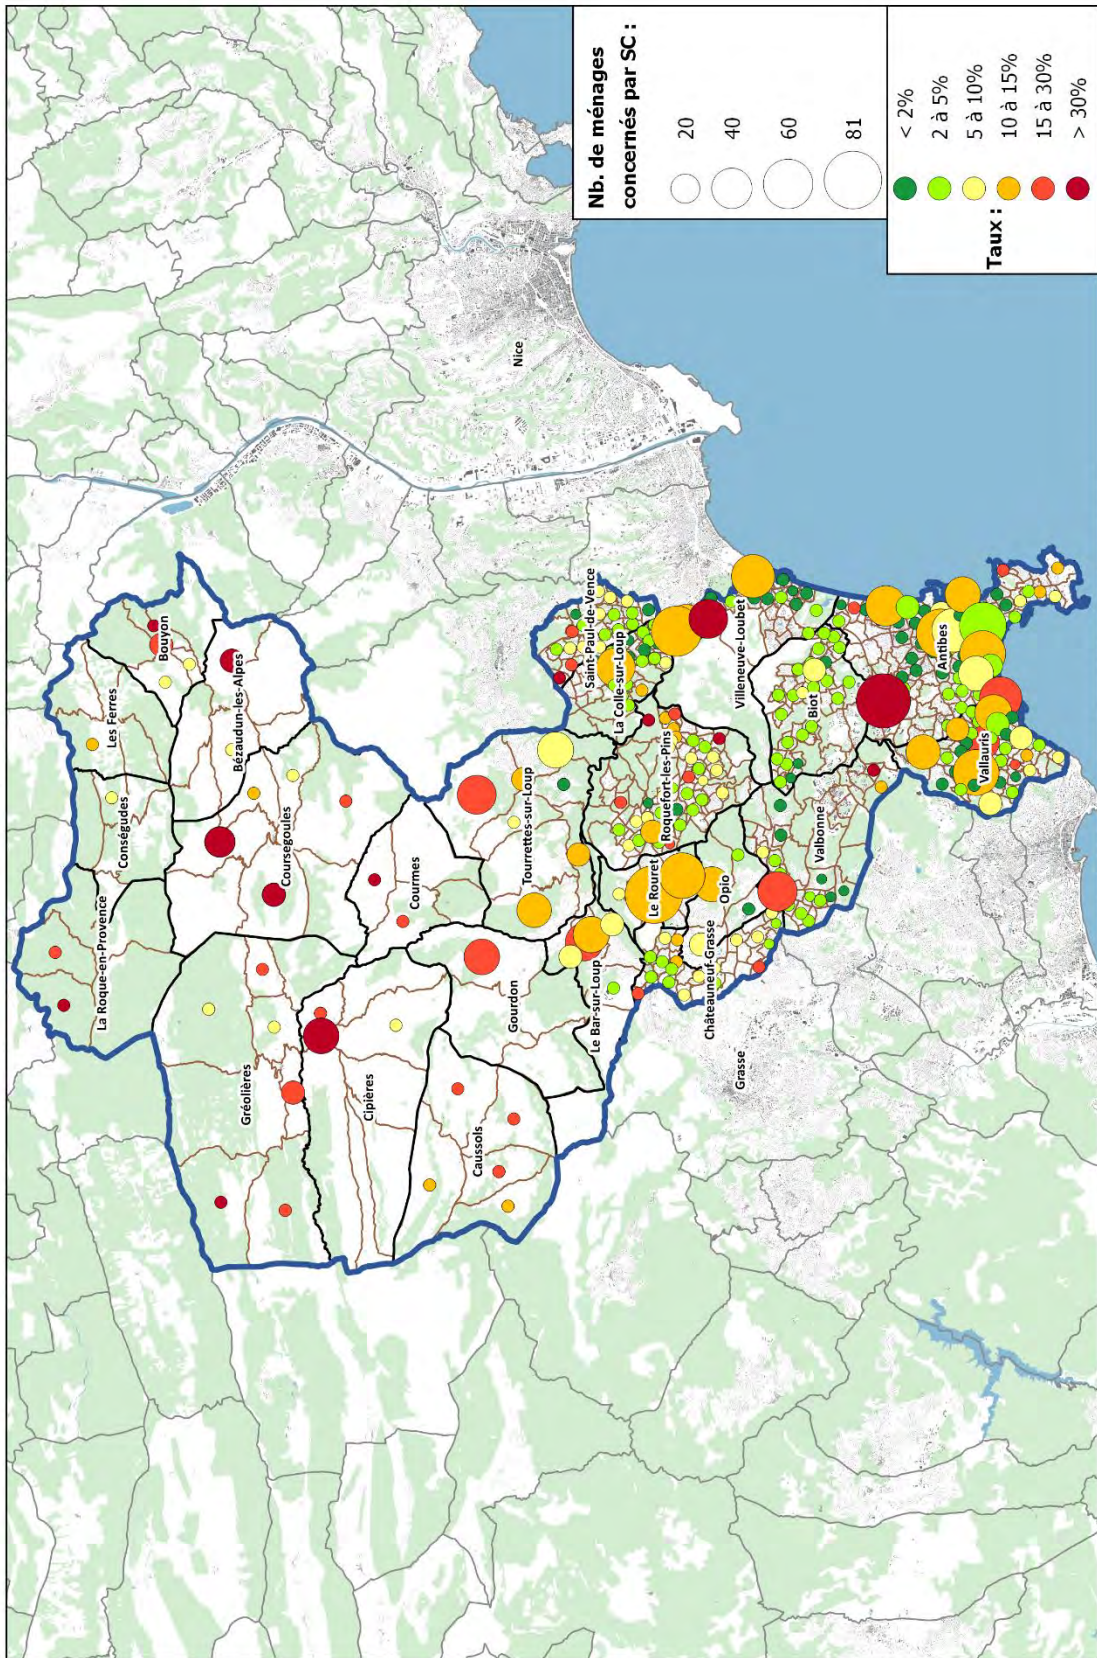 La Roque-en-Provence
Conségudes
Les Ferres
Bouyon
Bézaudun-les-Alpes
Coursegoules
Gréolières
Cipières
Courmes
Caussols
Gourdon
Tourrettes-sur-Loup
Le Bar-sur-Loup
Nice
Saint-Paul-de-Vence
La Colle-sur-Loup
Roquefort-les-Pins
Le Rouret
Opio
Châteauneuf-Grasse
Grasse
Villeneuve-Loubet
Biot
Valbonne
Antibes
Vallauris
Nb. de ménages
concernés par SC :
20
40
60
81
Taux :
< 2%
2 à 5%
5 à 10%
10 à 15%
15 à 30%
> 30%